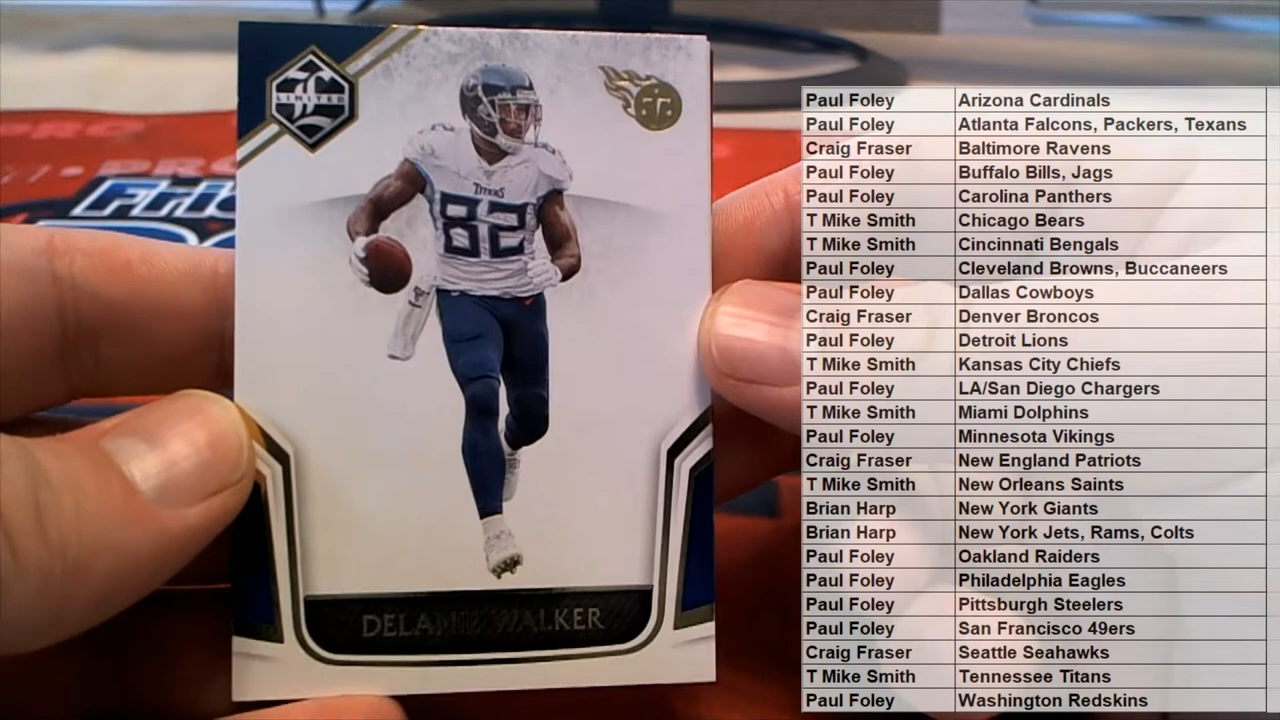 LIMITED
TITANS
82
DELANIE WALKER
PRO
PRO
Paul Foley Arizona Cardinals
Paul Foley Atlanta Falcons, Packers, Texans
Craig Fraser Baltimore Ravens
Paul Foley Buffalo Bills, Jags
Paul Foley Carolina Panthers
T Mike Smith Chicago Bears
T Mike Smith Cincinnati Bengals
Paul Foley Cleveland Browns, Buccaneers
Paul Foley Dallas Cowboys
Craig Fraser Denver Broncos
Paul Foley Detroit Lions
T Mike Smith Kansas City Chiefs
Paul Foley LA/San Diego Chargers
T Mike Smith Miami Dolphins
Paul Foley Minnesota Vikings
Craig Fraser New England Patriots
T Mike Smith New Orleans Saints
Brian Harp New York Giants
Brian Harp New York Jets, Rams, Colts
Paul Foley Oakland Raiders
Paul Foley Philadelphia Eagles
Paul Foley Pittsburgh Steelers
Paul Foley San Francisco 49ers
Craig Fraser Seattle Seahawks
T Mike Smith Tennessee Titans
Paul Foley Washington Redskins